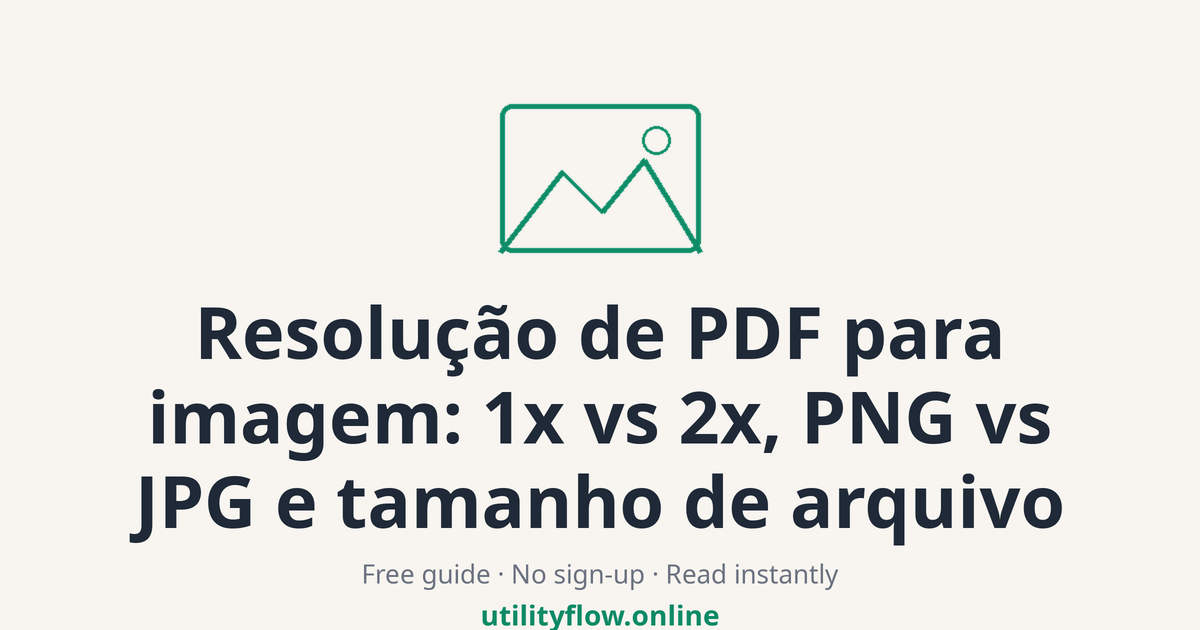 Resolução de PDF para
imagem: 1x vs 2x, PNG vs
JPG e tamanho de arquivo
Free guide · No sign-up · Read instantly
utilityflow.online